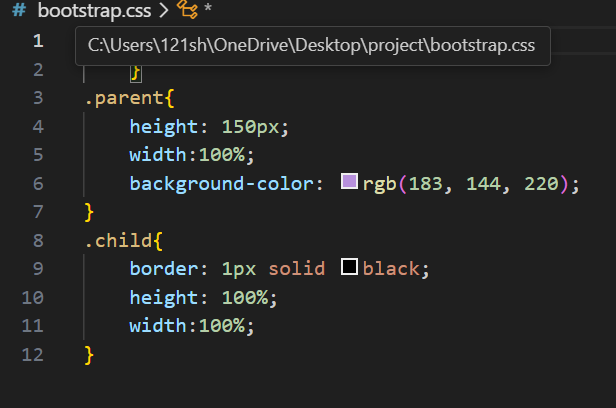 # bootstrap.css > *
1
C:\Users\121sh\OneDrive\Desktop\project\bootstrap.css
2 }
3 .parent{
4 height: 150px;
5 width:100%;
6 background-color: rgb(183, 144, 220);
7 }
8 .child{
9 border: 1px solid black;
10 height: 100%;
11 width:100%;
12 }